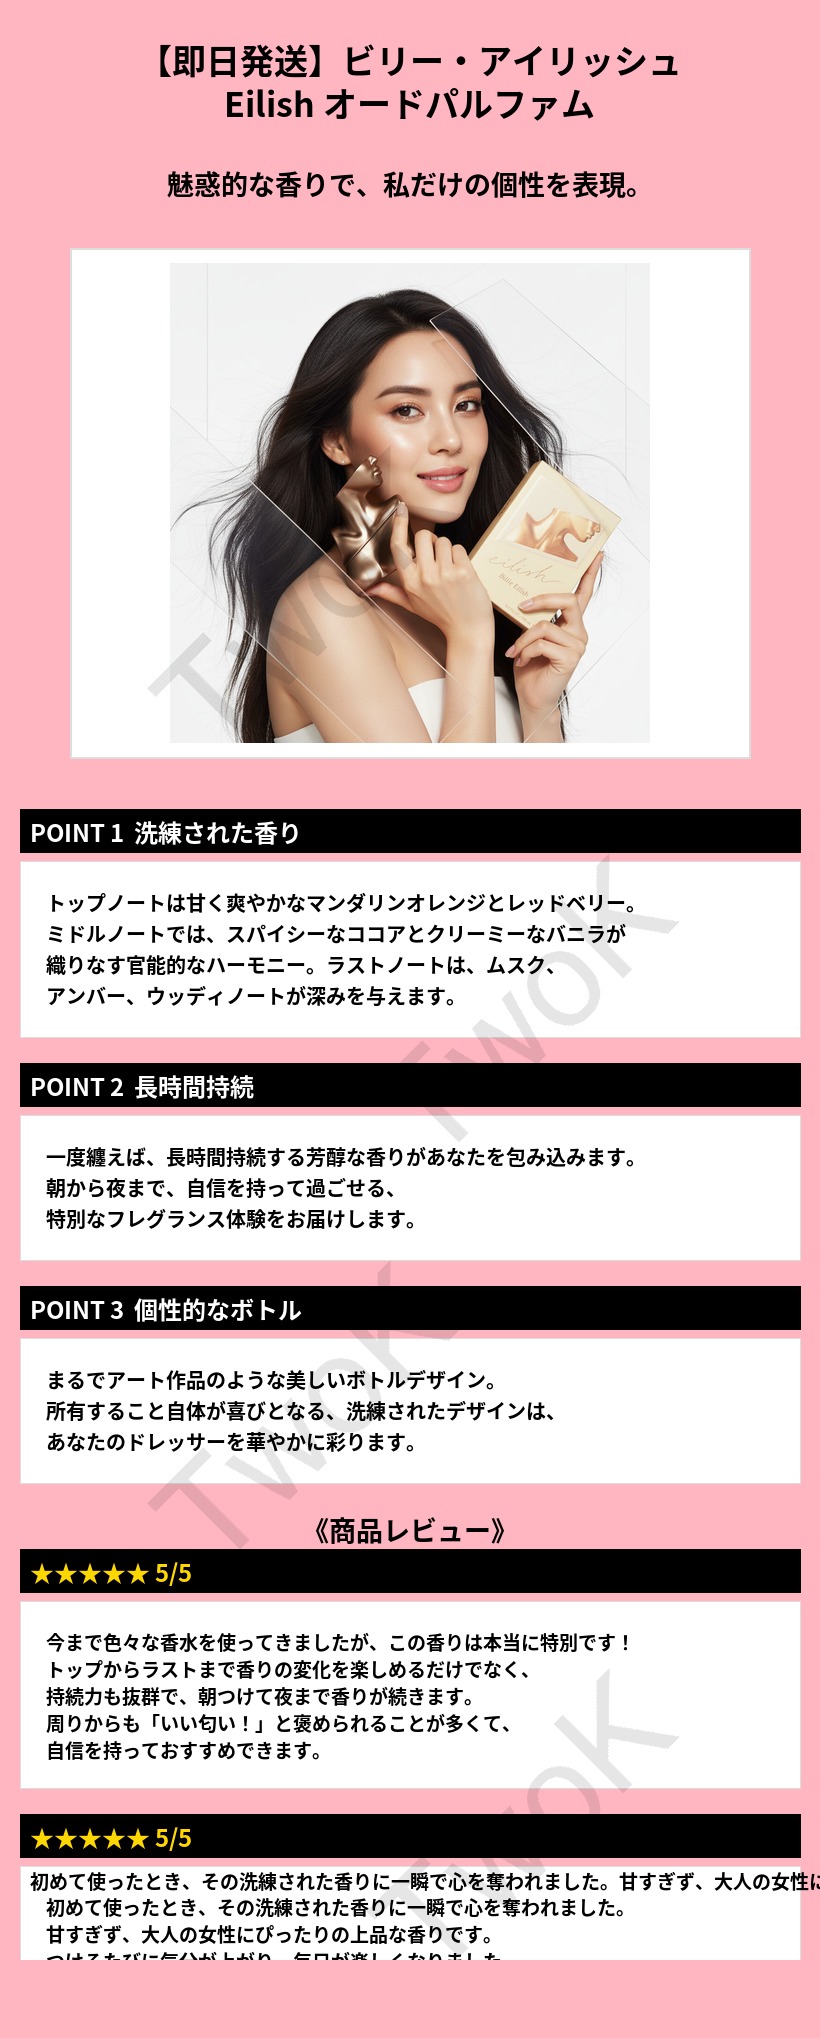 【即日発送】ビリー・アイリッシュ
Eilish オードパルファム
魅惑的な香りで、私だけの個性を表現。
eilish
Billie Eilish
TwoK
POINT 1 洗練された香り
トップノートは甘く爽やかなマンダリンオレンジとレッドベリー。
ミドルノートでは、スパイシーなココアとクリーミーなバニラが
織りなす官能的なハーモニー。ラストノートは、ムスク、
アンバー、ウッディノートが深みを与えます。
TwoK
POINT 2 長時間持続
一度纏えば、長時間持続する芳醇な香りがあなたを包み込みます。
朝から夜まで、自信を持って過ごせる、
特別なフレグランス体験をお届けします。
POINT 3 個性的なボトル
まるでアート作品のような美しいボトルデザイン。
所有すること自体が喜びとなる、洗練されたデザインは、
あなたのドレッサーを華やかに彩ります。
TwoK
《商品レビュー》
★★★★★ 5/5
今まで色々な香水を使ってきましたが、この香りは本当に特別です！
トップからラストまで香りの変化を楽しめるだけでなく、
持続力も抜群で、朝つけて夜まで香りが続きます。
周りからも「いい匂い！」と褒められることが多くて、
自信を持っておすすめできます。
TwoK
★★★★★ 5/5
初めて使ったとき、その洗練された香りに一瞬で心を奪われました。甘すぎず、大人の女性に
初めて使ったとき、その洗練された香りに一瞬で心を奪われました。
甘すぎず、大人の女性にぴったりの上品な香りです。
つけるたびに気分が上がり、毎日が楽しくなりました